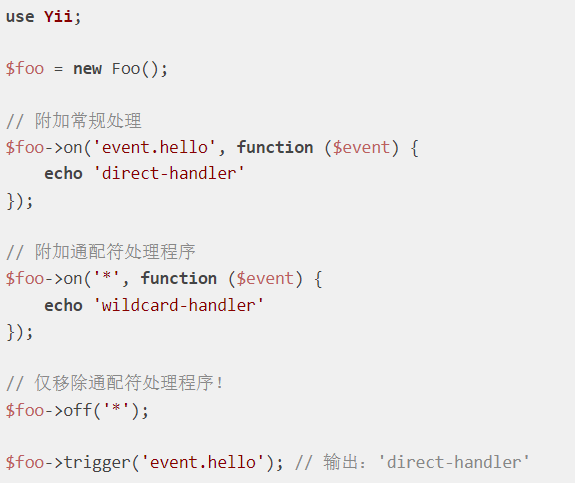 use Yii;
$foo = new Foo();
// 附加常规处理
$foo->on('event.hello', function ($event) {
    echo 'direct-handler'
});
// 附加通配符处理程序
$foo->on('*', function ($event) {
    echo 'wildcard-handler'
});
// 仅移除通配符处理程序！
$foo->off('*');
$foo->trigger('event.hello'); // 输出：'direct-handler'